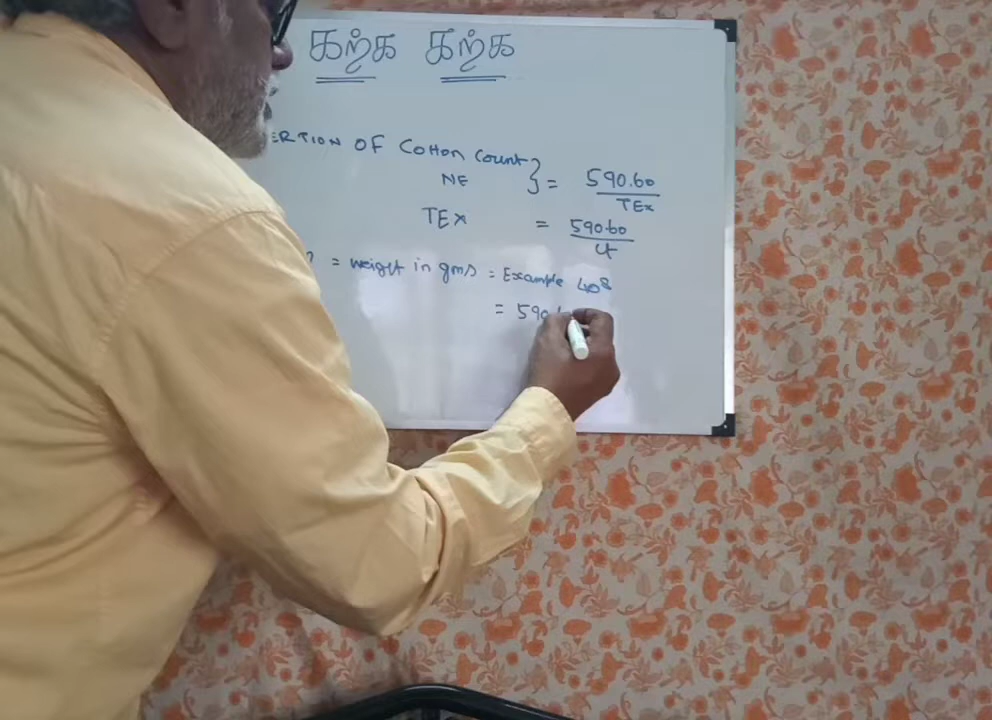 கற்க கற்க
ERTION OF Cotton Count } = 590.60
NE TEX
TEX = 590.60
ct
? = weight in gms = Example 40s
= 590.